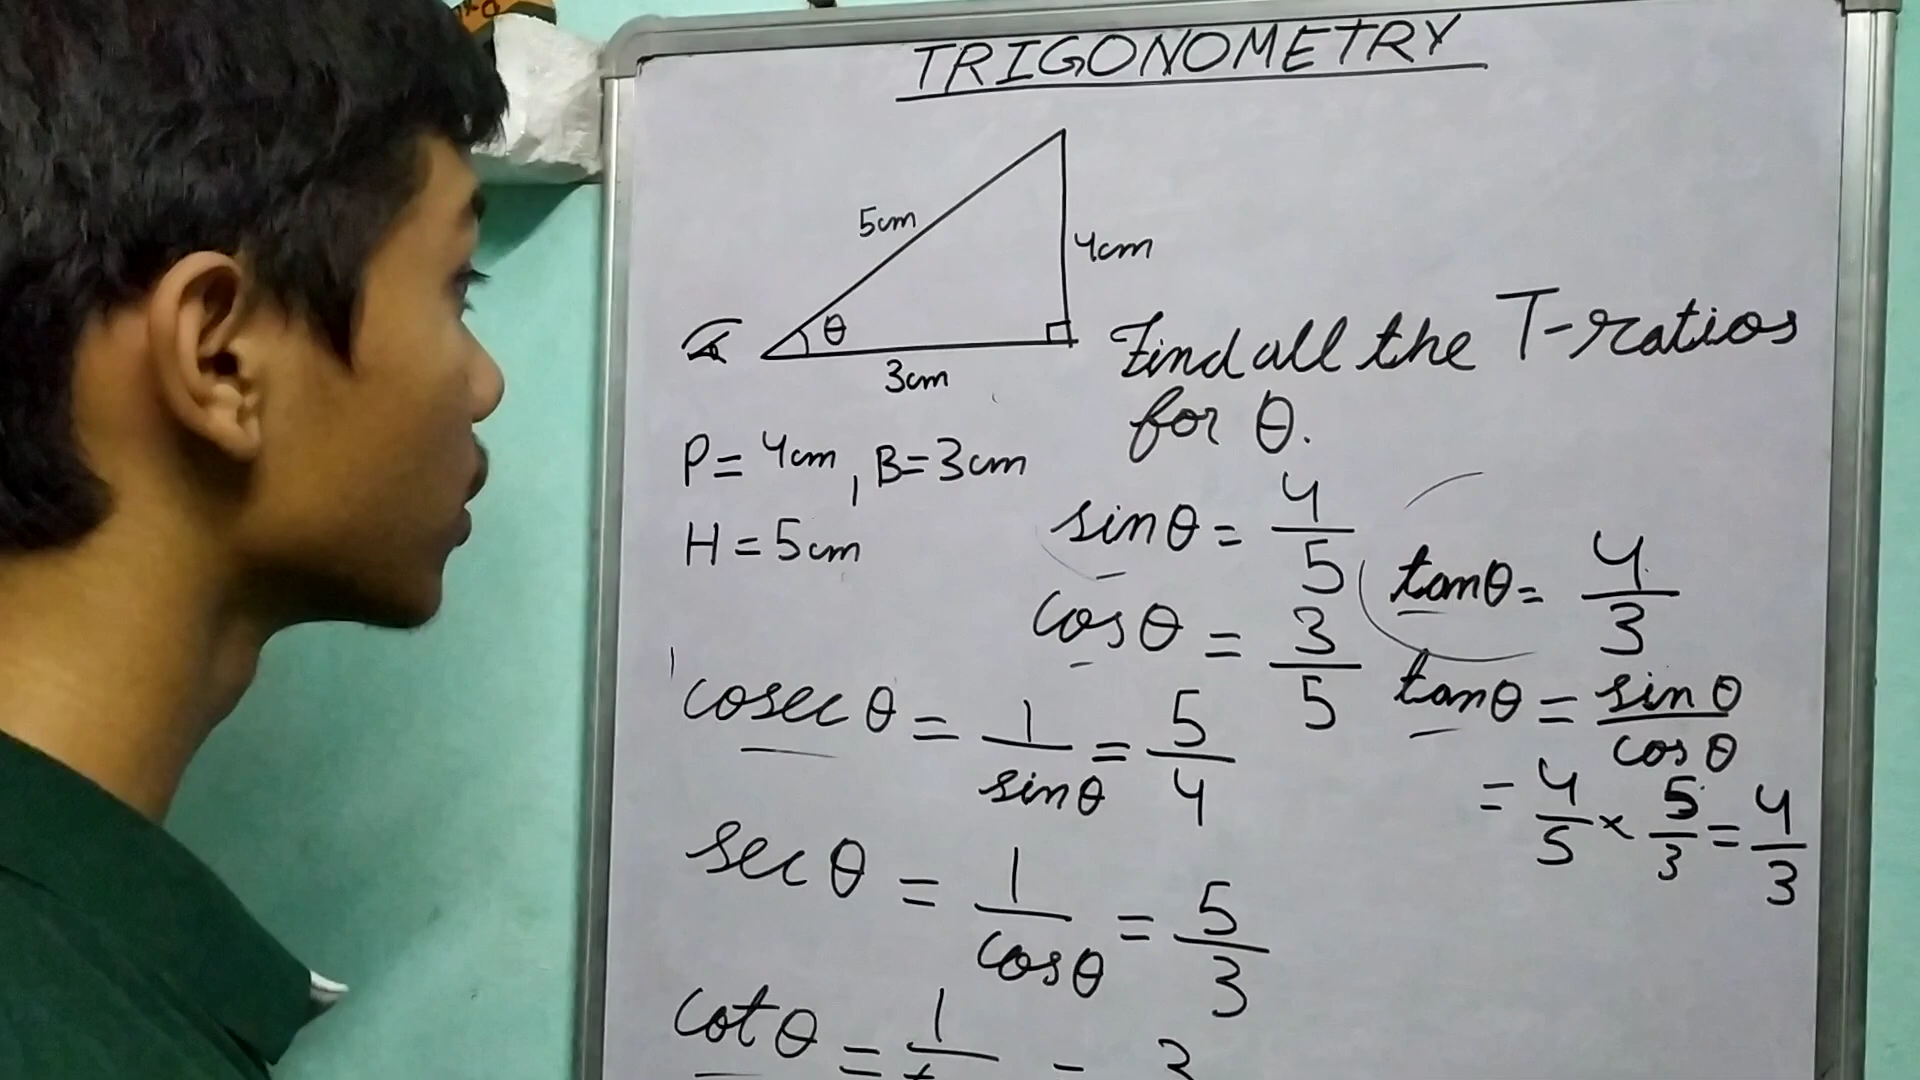 TRIGONOMETRY
5cm
4cm
θ
3cm
Find all the T-ratios
for θ.
P = 4cm, B = 3cm
H = 5cm
sinθ = 4/5
cosθ = 3/5
tanθ = 4/3
tanθ = sinθ/cosθ
= 4/5 × 5/3 = 4/3
cosecθ = 1/sinθ = 5/4
secθ = 1/cosθ = 5/3
cotθ = 1